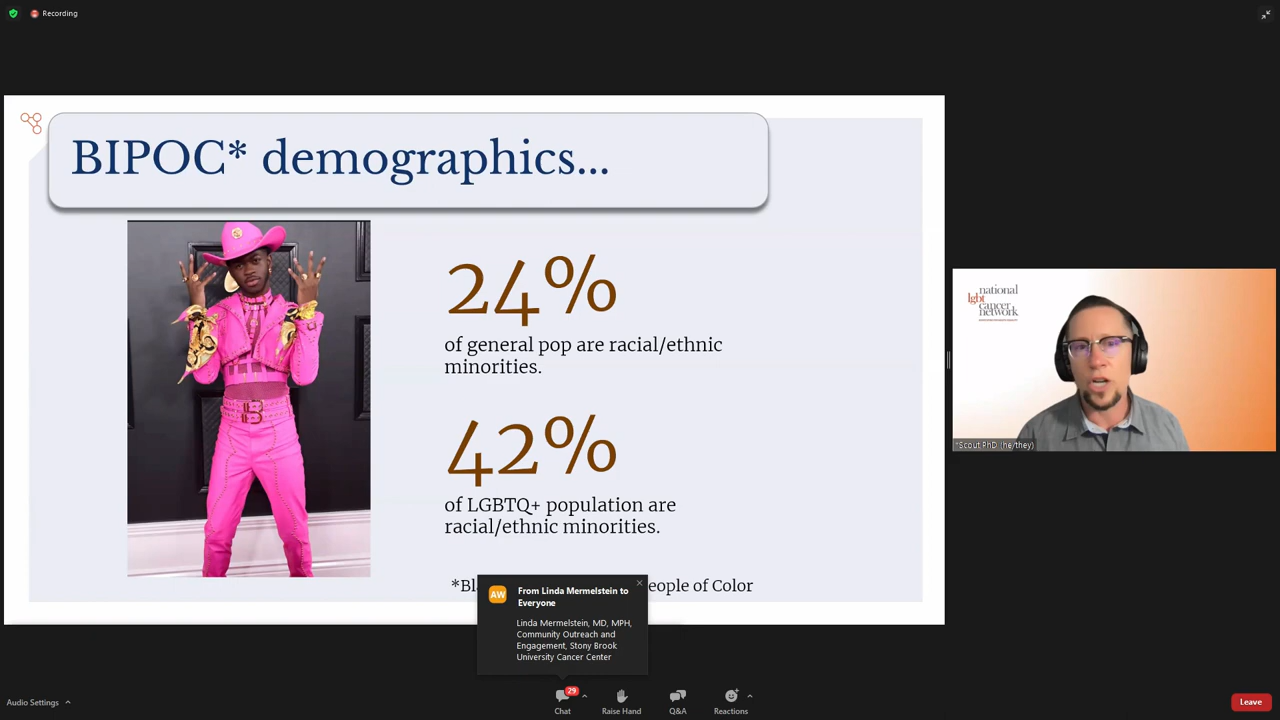 Recording
BIPOC* demographics...
24%
of general pop are racial/ethnic
minorities.
42%
of LGBTQ+ population are
racial/ethnic minorities.
*Bl
eople of Color
AW
From Linda Mermelstein to
Everyone
Linda Mermelstein, MD, MPH,
Community Outreach and
Engagement, Stony Brook
University Cancer Center
national
lgbt cancer
network
*Scout PhD (he/they)
Audio Settings
29
Chat
Raise Hand
Q&A
Reactions
Leave